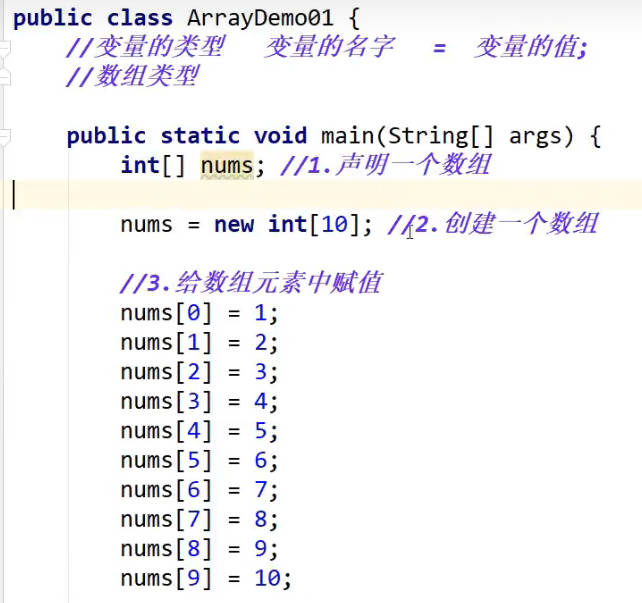 public class ArrayDemo01 {
//变量的类型 变量的名字 = 变量的值;
//数组类型
public static void main(String[] args) {
int[] nums; //1.声明一个数组
nums = new int[10]; //2.创建一个数组
//3.给数组元素中赋值
nums[0] = 1;
nums[1] = 2;
nums[2] = 3;
nums[3] = 4;
nums[4] = 5;
nums[5] = 6;
nums[6] = 7;
nums[7] = 8;
nums[8] = 9;
nums[9] = 10;